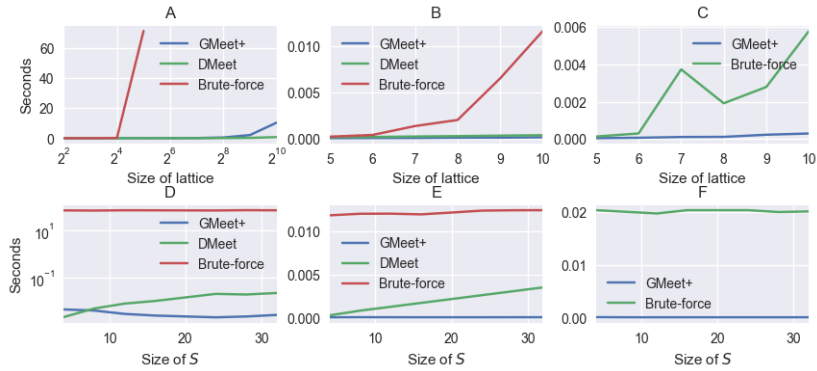 A
B
C
Seconds
60
40
20
0
GMeet+
DMeet
Brute-force
2^2
2^4
2^6
2^8
2^10
Size of lattice
0.010
0.005
0.000
GMeet+
DMeet
Brute-force
5
6
7
8
9
10
Size of lattice
0.006
0.004
0.002
0.000
GMeet+
Brute-force
5
6
7
8
9
10
Size of lattice
D
E
F
Seconds
10^1
10^-1
GMeet+
DMeet
Brute-force
10
20
30
Size of S
0.010
0.005
0.000
GMeet+
DMeet
Brute-force
10
20
30
Size of S
0.02
0.01
0.00
GMeet+
Brute-force
10
20
30
Size of S